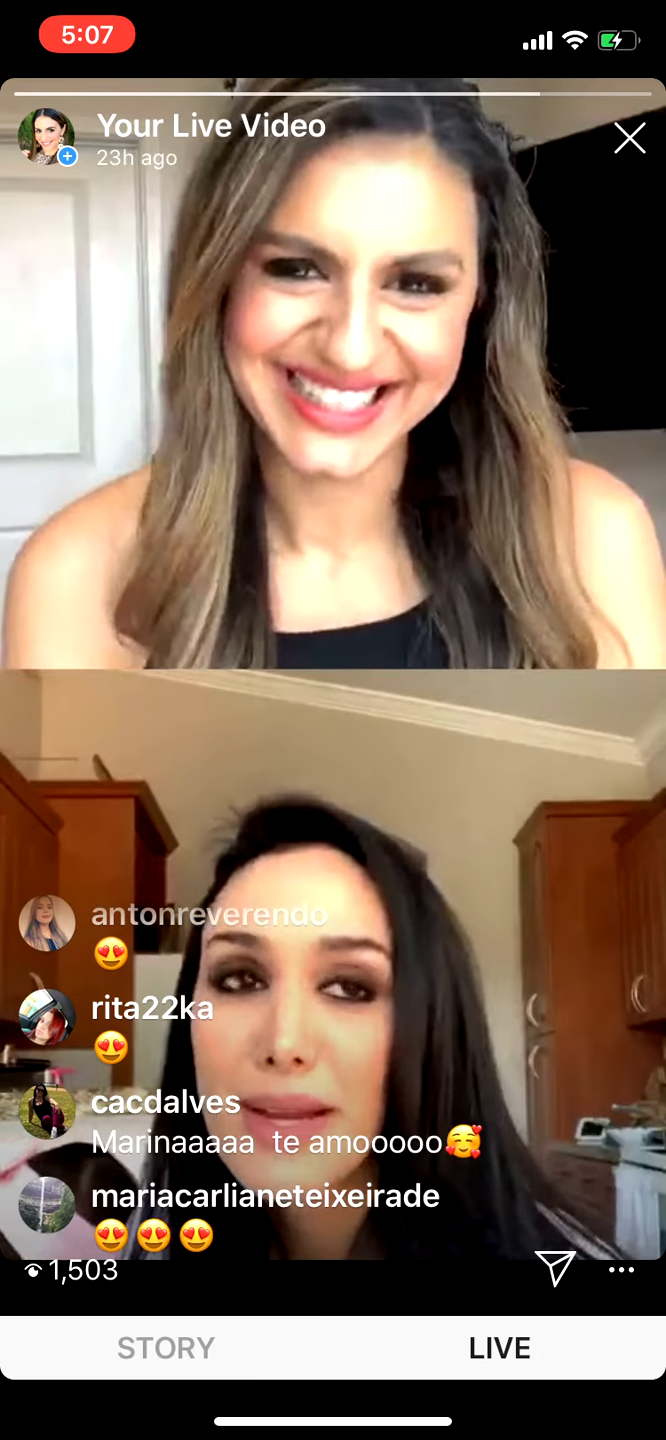 5:07
Your Live Video
23h ago
antonreverendo
😍
rita22ka
😍
cacdalves
Marinaaaaa te amooooo🥰
mariacarlianeteixeirade
😍😍😍
1,503
STORY
LIVE